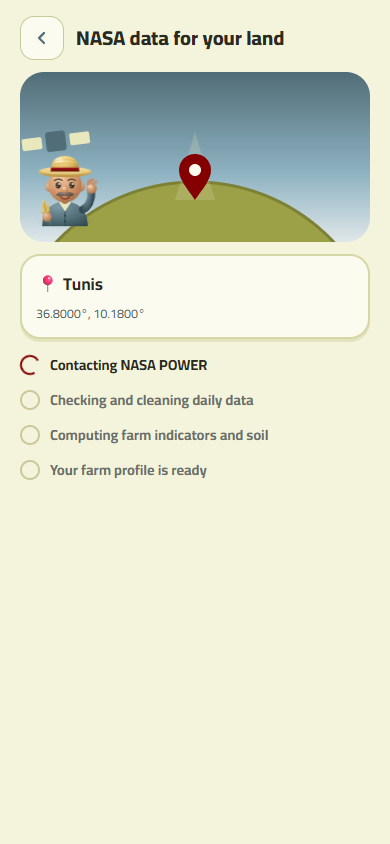 NASA data for your land
Tunis
36.8000°, 10.1800°
Contacting NASA POWER
Checking and cleaning daily data
Computing farm indicators and soil
Your farm profile is ready